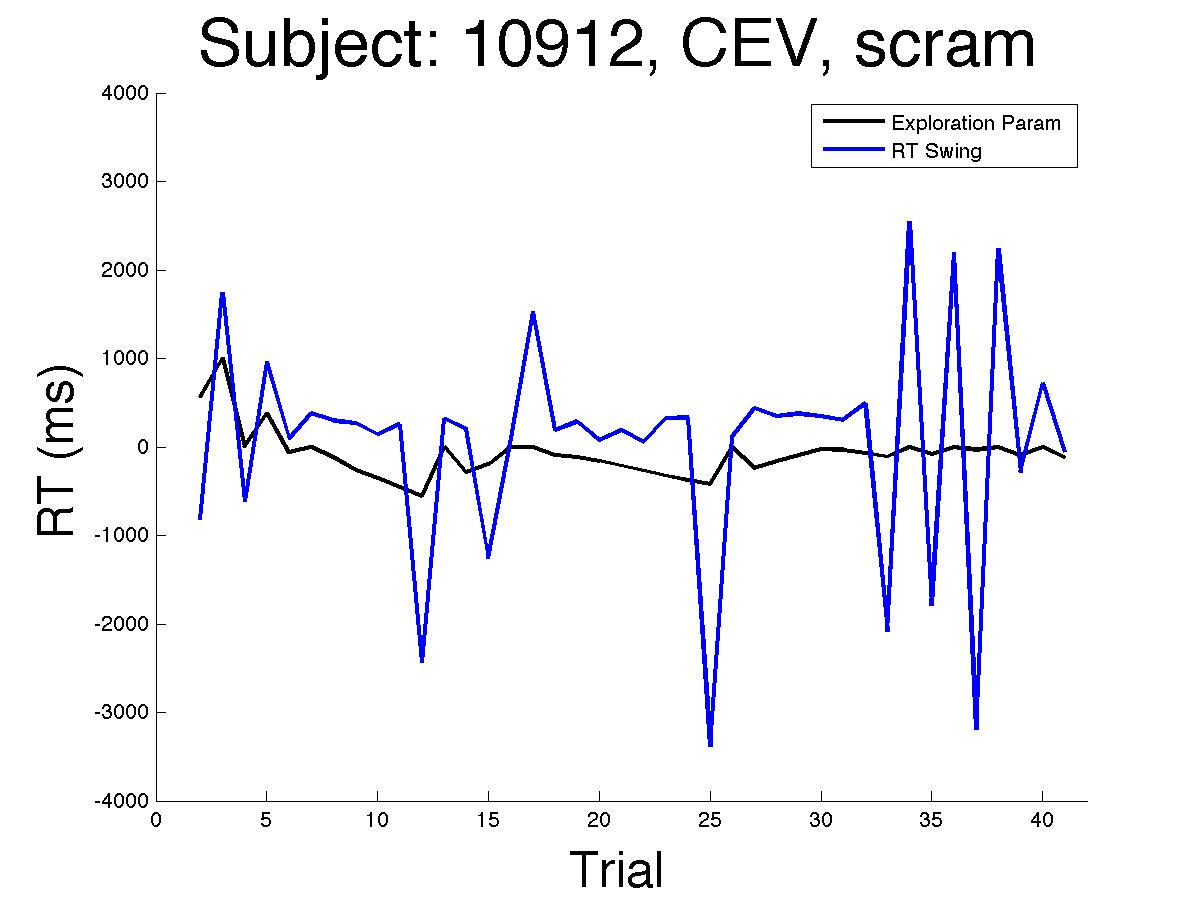 Subject: 10912, CEV, scram
4000
3000
2000
1000
0
-1000
-2000
-3000
-4000
RT (ms)
Exploration Param
RT Swing
0 5 10 15 20 25 30 35 40
Trial